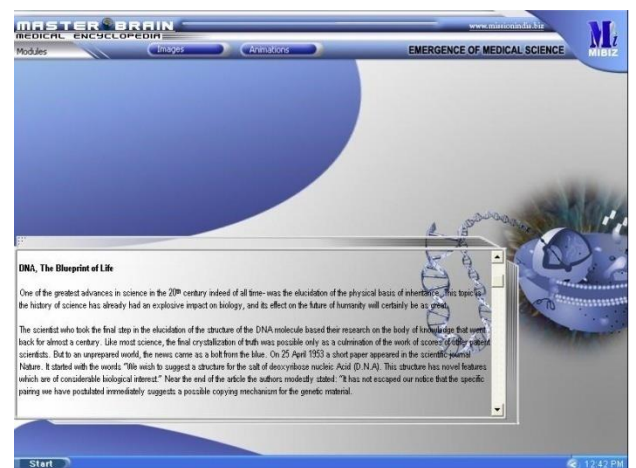 MASTER BRAIN
MEDICAL ENCYCLOPEDIA
www.missionindia.biz
Mi
MiBIZ
Modules
Images
Animations
EMERGENCE OF MEDICAL SCIENCE
DNA, The Blueprint of Life
One of the greatest advances in science in the 20th century indeed of all time- was the elucidation of the physical basis of inheritance. This topic in
the history of science has already had an explosive impact on biology, and its effect on the future of humanity will certainly be as great.
The scientist who took the final step in the elucidation of the structure of the DNA molecule based their research on the body of knowledge that went
back for almost a century. Like most science, the final crystallization of truth was possible only as a culmination of the work of scores of other patient
scientists. But to an unprepared world, the news came as a bolt from the blue. On 25 April 1953 a short paper appeared in the scientific journal
Nature. It started with the words "We wish to suggest a structure for the salt of deoxyribose nucleic Acid (D.N.A). This structure has novel features
which are of considerable biological interest." Near the end of the article the authors modestly stated: "It has not escaped our notice that the specific
pairing we have postulated immediately suggests a possible copying mechanism for the genetic material.
Start
12:42 PM